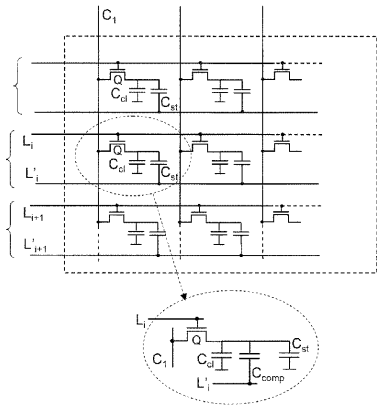 C1
Q
Ccl
Cst
Li
Q
Ccl
Cst
L'i
Li+1
L'i+1
Li
Q
Cst
C1
Ccl
Ccomp
L'i